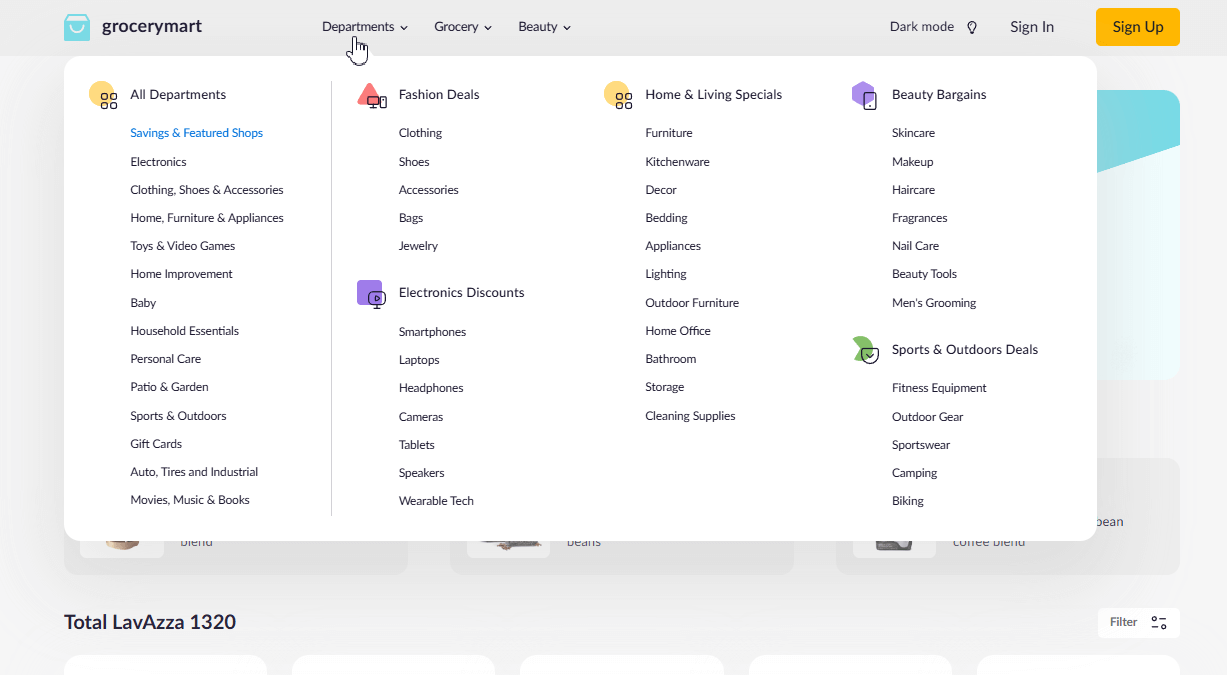 grocerymart
Departments
Grocery
Beauty
Dark mode
Sign In
Sign Up
All Departments
Savings & Featured Shops
Electronics
Clothing, Shoes & Accessories
Home, Furniture & Appliances
Toys & Video Games
Home Improvement
Baby
Household Essentials
Personal Care
Patio & Garden
Sports & Outdoors
Gift Cards
Auto, Tires and Industrial
Movies, Music & Books
Fashion Deals
Clothing
Shoes
Accessories
Bags
Jewelry
Electronics Discounts
Smartphones
Laptops
Headphones
Cameras
Tablets
Speakers
Wearable Tech
Home & Living Specials
Furniture
Kitchenware
Decor
Bedding
Appliances
Lighting
Outdoor Furniture
Home Office
Bathroom
Storage
Cleaning Supplies
Beauty Bargains
Skincare
Makeup
Haircare
Fragrances
Nail Care
Beauty Tools
Men's Grooming
Sports & Outdoors Deals
Fitness Equipment
Outdoor Gear
Sportswear
Camping
Biking
blend
beans
bean
coffee blend
Total LavAzza 1320
Filter